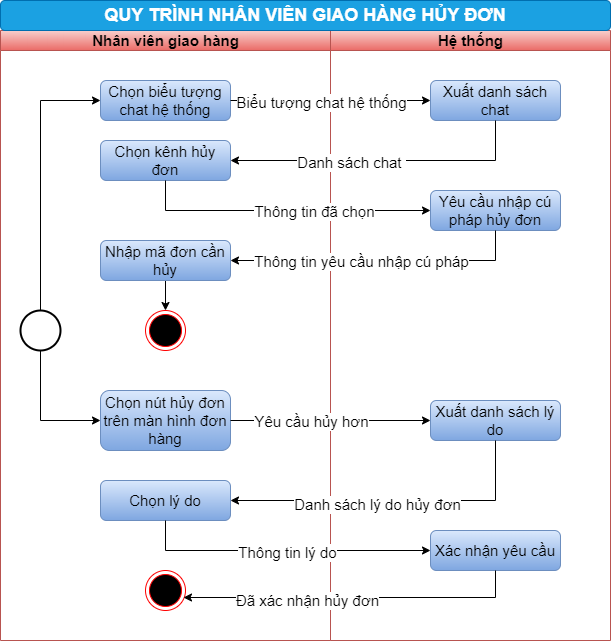 QUY TRÌNH NHÂN VIÊN GIAO HÀNG HỦY ĐƠN
Nhân viên giao hàng
Hệ thống
Chọn biểu tượng
chat hệ thống
Biểu tượng chat hệ thống
Xuất danh sách
chat
Chọn kênh hủy
đơn
Danh sách chat
Thông tin đã chọn
Yêu cầu nhập cú
pháp hủy đơn
Nhập mã đơn cần
hủy
Thông tin yêu cầu nhập cú pháp
Chọn nút hủy đơn
trên màn hình đơn
hàng
Yêu cầu hủy hơn
Xuất danh sách lý
do
Chọn lý do
Danh sách lý do hủy đơn
Thông tin lý do
Xác nhận yêu cầu
Đã xác nhận hủy đơn